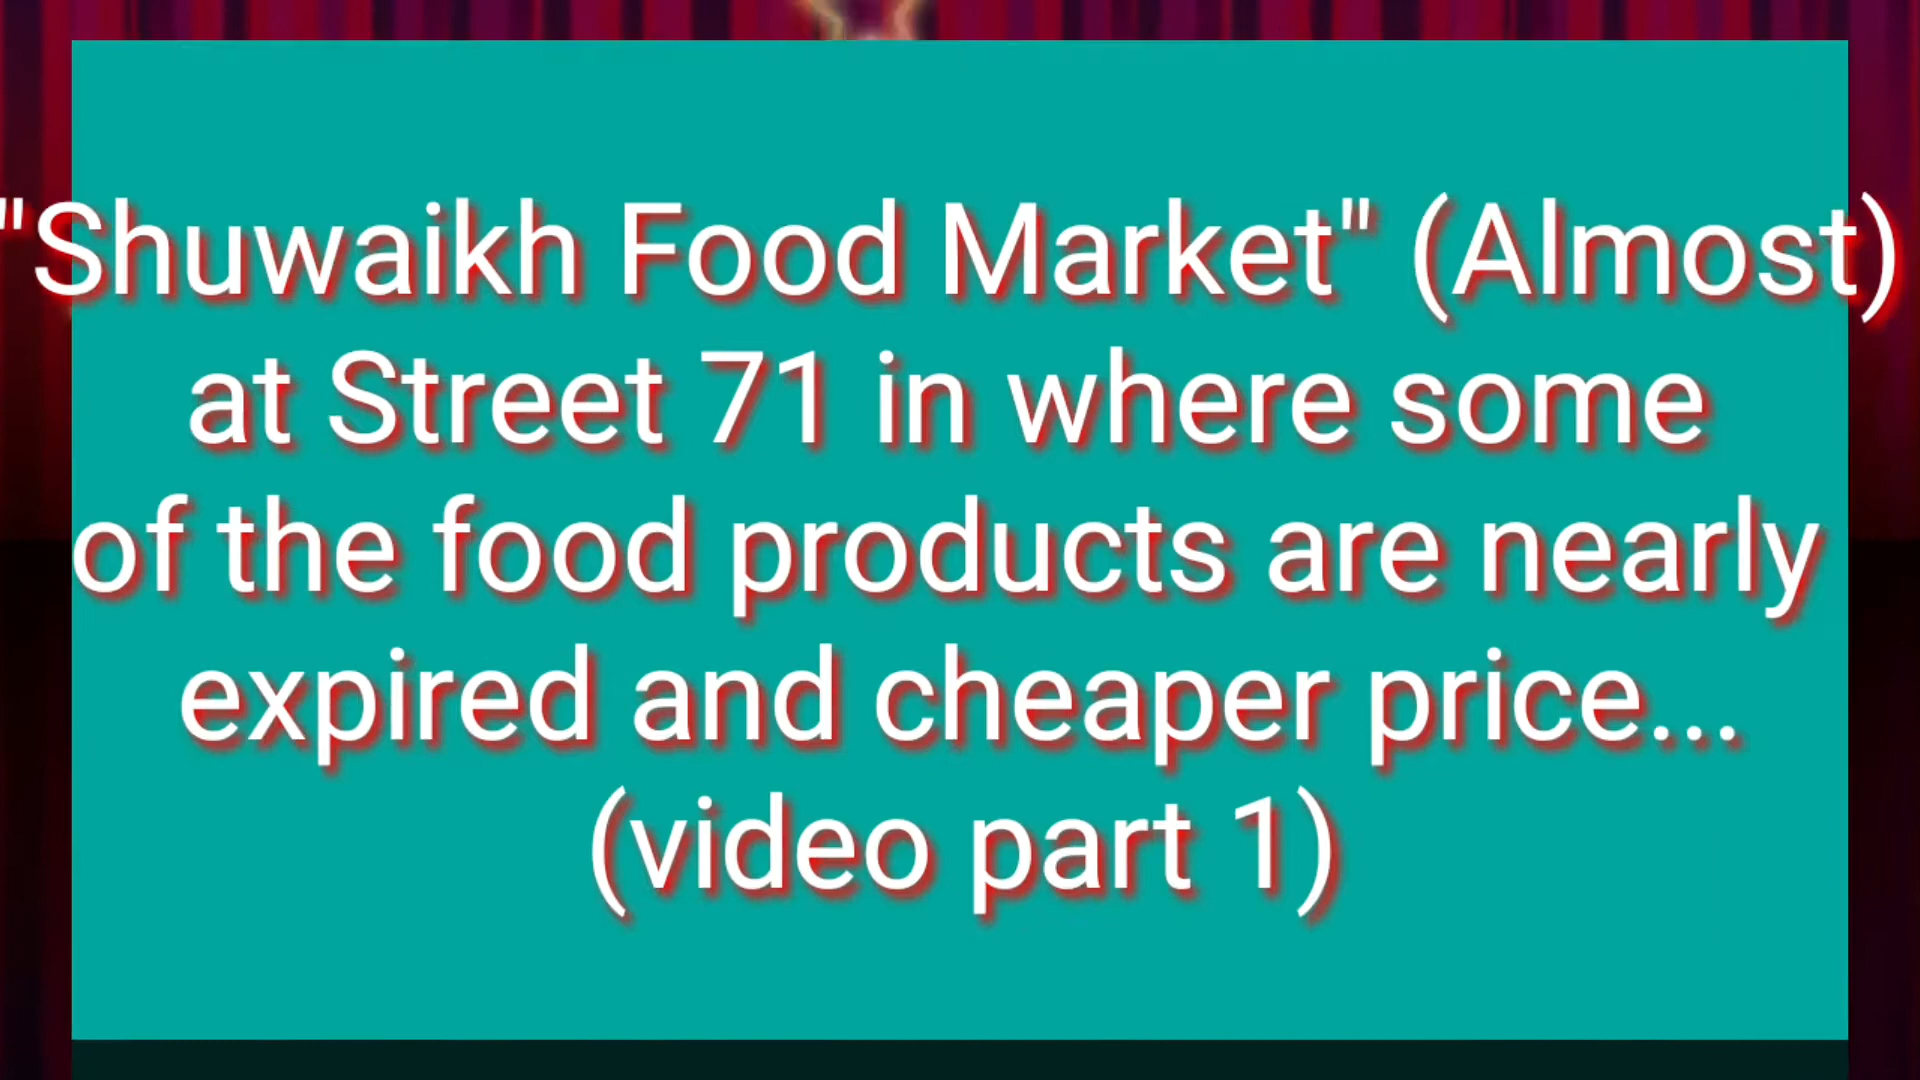 "Shuwaikh Food Market" (Almost)
at Street 71 in where some
of the food products are nearly
expired and cheaper price...
(video part 1)